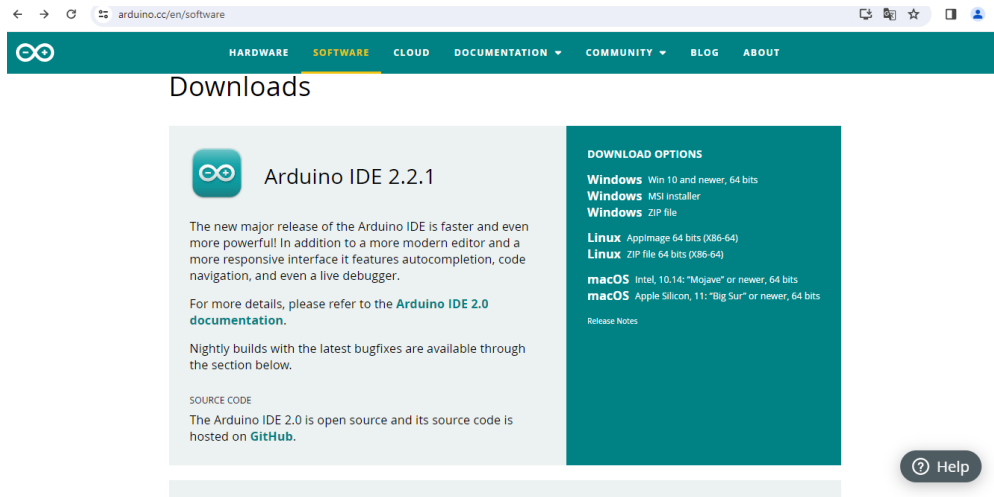 arduino.cc/en/software
HARDWARE SOFTWARE CLOUD DOCUMENTATION COMMUNITY BLOG ABOUT
Downloads
Arduino IDE 2.2.1
The new major release of the Arduino IDE is faster and even
more powerful! In addition to a more modern editor and a
more responsive interface it features autocompletion, code
navigation, and even a live debugger.
For more details, please refer to the Arduino IDE 2.0
documentation.
Nightly builds with the latest bugfixes are available through
the section below.
SOURCE CODE
The Arduino IDE 2.0 is open source and its source code is
hosted on GitHub.
DOWNLOAD OPTIONS
Windows Win 10 and newer, 64 bits
Windows MSI installer
Windows ZIP file
Linux AppImage 64 bits (X86-64)
Linux ZIP file 64 bits (X86-64)
macOS Intel, 10.14: “Mojave” or newer, 64 bits
macOS Apple Silicon, 11: “Big Sur” or newer, 64 bits
Release Notes
Help